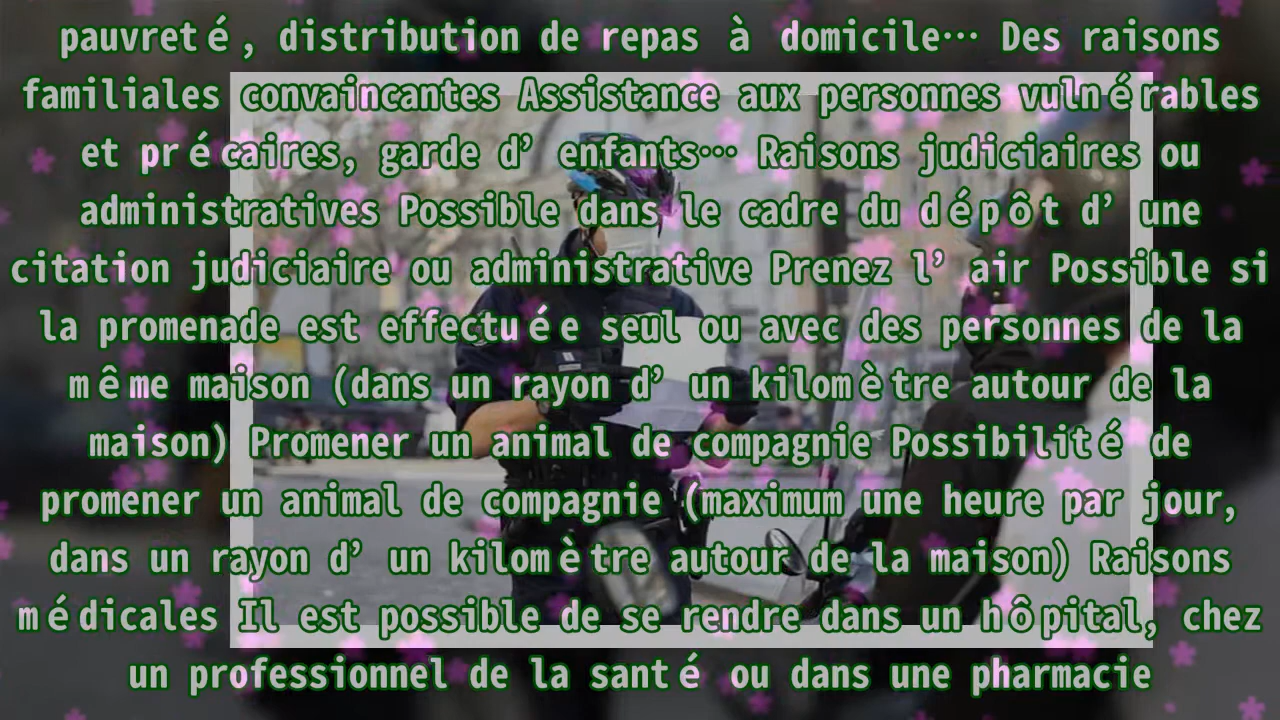 pauvreté, distribution de repas à domicile… Des raisons
familiales convaincantes Assistance aux personnes vulnérables
et précaires, garde d’ enfants… Raisons judiciaires ou
administratives Possible dans le cadre du dépôt d’ une
citation judiciaire ou administrative Prenez l’ air Possible si
la promenade est effectuée seul ou avec des personnes de la
même maison (dans un rayon d’ un kilomètre autour de la
maison) Promener un animal de compagnie Possibilité de
promener un animal de compagnie (maximum une heure par jour,
dans un rayon d’ un kilomètre autour de la maison) Raisons
médicales Il est possible de se rendre dans un hôpital, chez
un professionnel de la santé ou dans une pharmacie